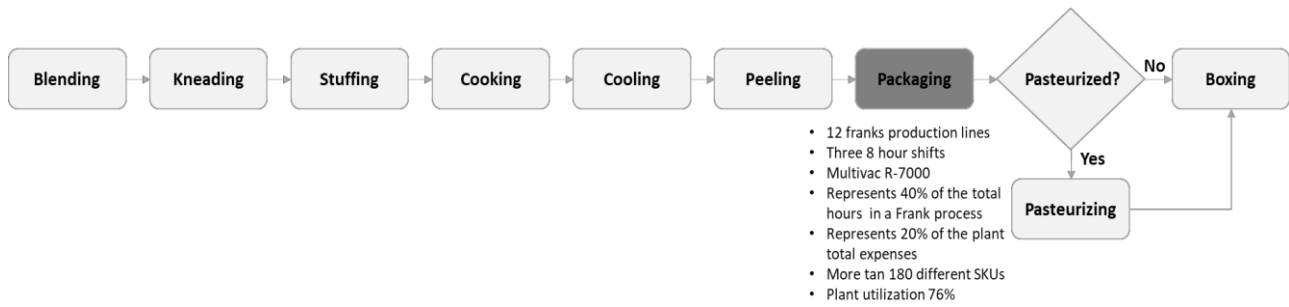 Blending
Kneading
Stuffing
Cooking
Cooling
Peeling
Packaging
Pasteurized?
No
Boxing
• 12 franks production lines
• Three 8 hour shifts
• Multivac R-7000
• Represents 40% of the total
hours in a Frank process
• Represents 20% of the plant
total expenses
• More tan 180 different SKUs
• Plant utilization 76%
Yes
Pasteurizing